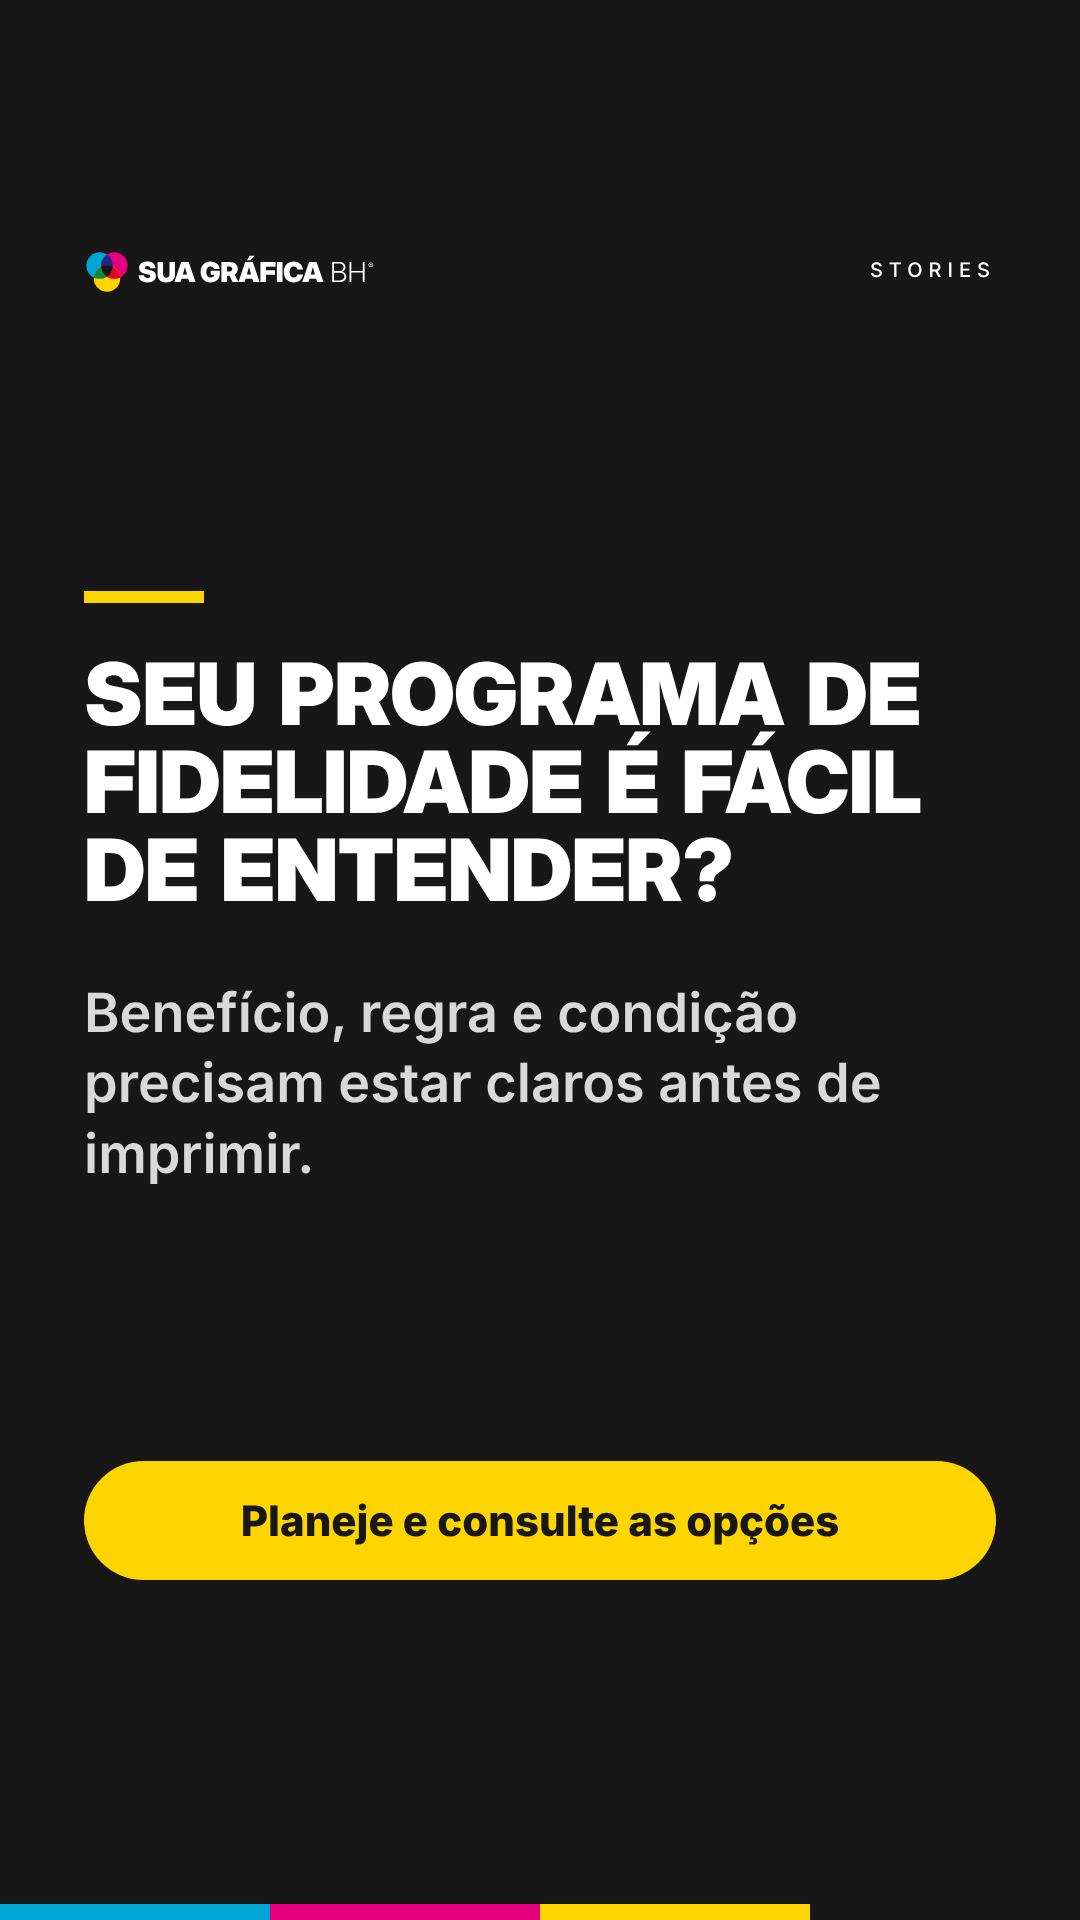 SUA GRÁFICA BH®
STORIES
SEU PROGRAMA DE
FIDELIDADE É FÁCIL
DE ENTENDER?
Benefício, regra e condição
precisam estar claros antes de
imprimir.
Planeje e consulte as opções